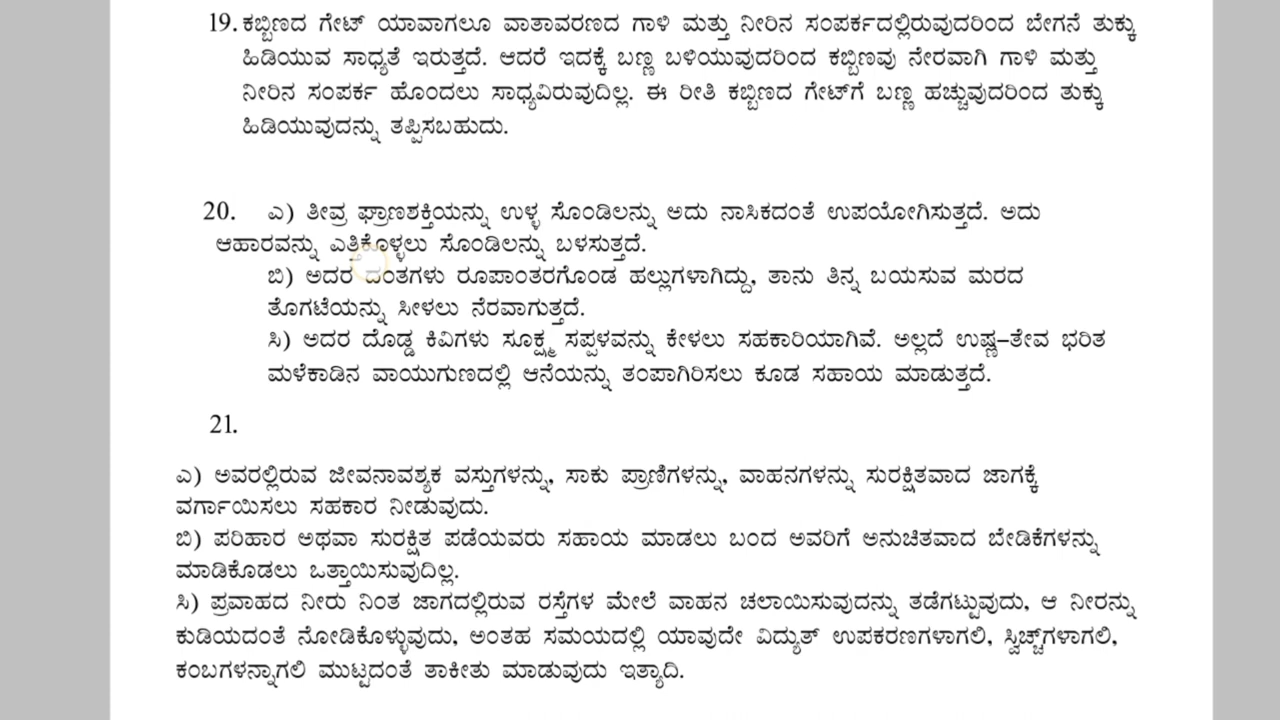 19. ಕಬ್ಬಿಣದ ಗೇಟ್ ಯಾವಾಗಲೂ ವಾತಾವರಣದ ಗಾಳಿ ಮತ್ತು ನೀರಿನ ಸಂಪರ್ಕದಲ್ಲಿರುವುದರಿಂದ ಬೇಗನೆ ತುಕ್ಕು
ಹಿಡಿಯುವ ಸಾಧ್ಯತೆ ಇರುತ್ತದೆ. ಆದರೆ ಇದಕ್ಕೆ ಬಣ್ಣ ಬಳಿಯುವುದರಿಂದ ಕಬ್ಬಿಣವು ನೇರವಾಗಿ ಗಾಳಿ ಮತ್ತು
ನೀರಿನ ಸಂಪರ್ಕ ಹೊಂದಲು ಸಾಧ್ಯವಿರುವುದಿಲ್ಲ. ಈ ರೀತಿ ಕಬ್ಬಿಣದ ಗೇಟ್‌ಗೆ ಬಣ್ಣ ಹಚ್ಚುವುದರಿಂದ ತುಕ್ಕು
ಹಿಡಿಯುವುದನ್ನು ತಪ್ಪಿಸಬಹುದು.
20. ಎ) ತೀವ್ರ ಘ್ರಾಣಶಕ್ತಿಯನ್ನು ಉಳ್ಳ ಸೊಂಡಿಲನ್ನು ಅದು ನಾಸಿಕದಂತೆ ಉಪಯೋಗಿಸುತ್ತದೆ. ಅದು
ಆಹಾರವನ್ನು ಎತ್ತಿಕೊಳ್ಳಲು ಸೊಂಡಿಲನ್ನು ಬಳಸುತ್ತದೆ.
ಬಿ) ಅದರ ದಂತಗಳು ರೂಪಾಂತರಗೊಂಡ ಹಲ್ಲುಗಳಾಗಿದ್ದು, ತಾನು ತಿನ್ನ ಬಯಸುವ ಮರದ
ತೊಗಟೆಯನ್ನು ಸೀಳಲು ನೆರವಾಗುತ್ತದೆ.
ಸಿ) ಅದರ ದೊಡ್ಡ ಕಿವಿಗಳು ಸೂಕ್ಷ್ಮ ಸಪ್ಪಳವನ್ನು ಕೇಳಲು ಸಹಕಾರಿಯಾಗಿವೆ. ಅಲ್ಲದೆ ಉಷ್ಣ–ತೇವ ಭರಿತ
ಮಳೆಕಾಡಿನ ವಾಯುಗುಣದಲ್ಲಿ ಆನೆಯನ್ನು ತಂಪಾಗಿರಿಸಲು ಕೂಡ ಸಹಾಯ ಮಾಡುತ್ತದೆ.
21.
ಎ) ಅವರಲ್ಲಿರುವ ಜೀವನಾವಶ್ಯಕ ವಸ್ತುಗಳನ್ನು, ಸಾಕು ಪ್ರಾಣಿಗಳನ್ನು, ವಾಹನಗಳನ್ನು ಸುರಕ್ಷಿತವಾದ ಜಾಗಕ್ಕೆ
ವರ್ಗಾಯಿಸಲು ಸಹಕಾರ ನೀಡುವುದು.
ಬಿ) ಪರಿಹಾರ ಅಥವಾ ಸುರಕ್ಷಿತ ಪಡೆಯವರು ಸಹಾಯ ಮಾಡಲು ಬಂದ ಅವರಿಗೆ ಅನುಚಿತವಾದ ಬೇಡಿಕೆಗಳನ್ನು
ಮಾಡಿಕೊಡಲು ಒತ್ತಾಯಿಸುವುದಿಲ್ಲ.
ಸಿ) ಪ್ರವಾಹದ ನೀರು ನಿಂತ ಜಾಗದಲ್ಲಿರುವ ರಸ್ತೆಗಳ ಮೇಲೆ ವಾಹನ ಚಲಾಯಿಸುವುದನ್ನು ತಡೆಗಟ್ಟುವುದು, ಆ ನೀರನ್ನು
ಕುಡಿಯದಂತೆ ನೋಡಿಕೊಳ್ಳುವುದು, ಅಂತಹ ಸಮಯದಲ್ಲಿ ಯಾವುದೇ ವಿದ್ಯುತ್ ಉಪಕರಣಗಳಾಗಲಿ, ಸ್ವಿಚ್ಚ್‌ಗಳಾಗಲಿ,
ಕಂಬಗಳನ್ನಾಗಲಿ ಮುಟ್ಟದಂತೆ ತಾಕೀತು ಮಾಡುವುದು ಇತ್ಯಾದಿ.